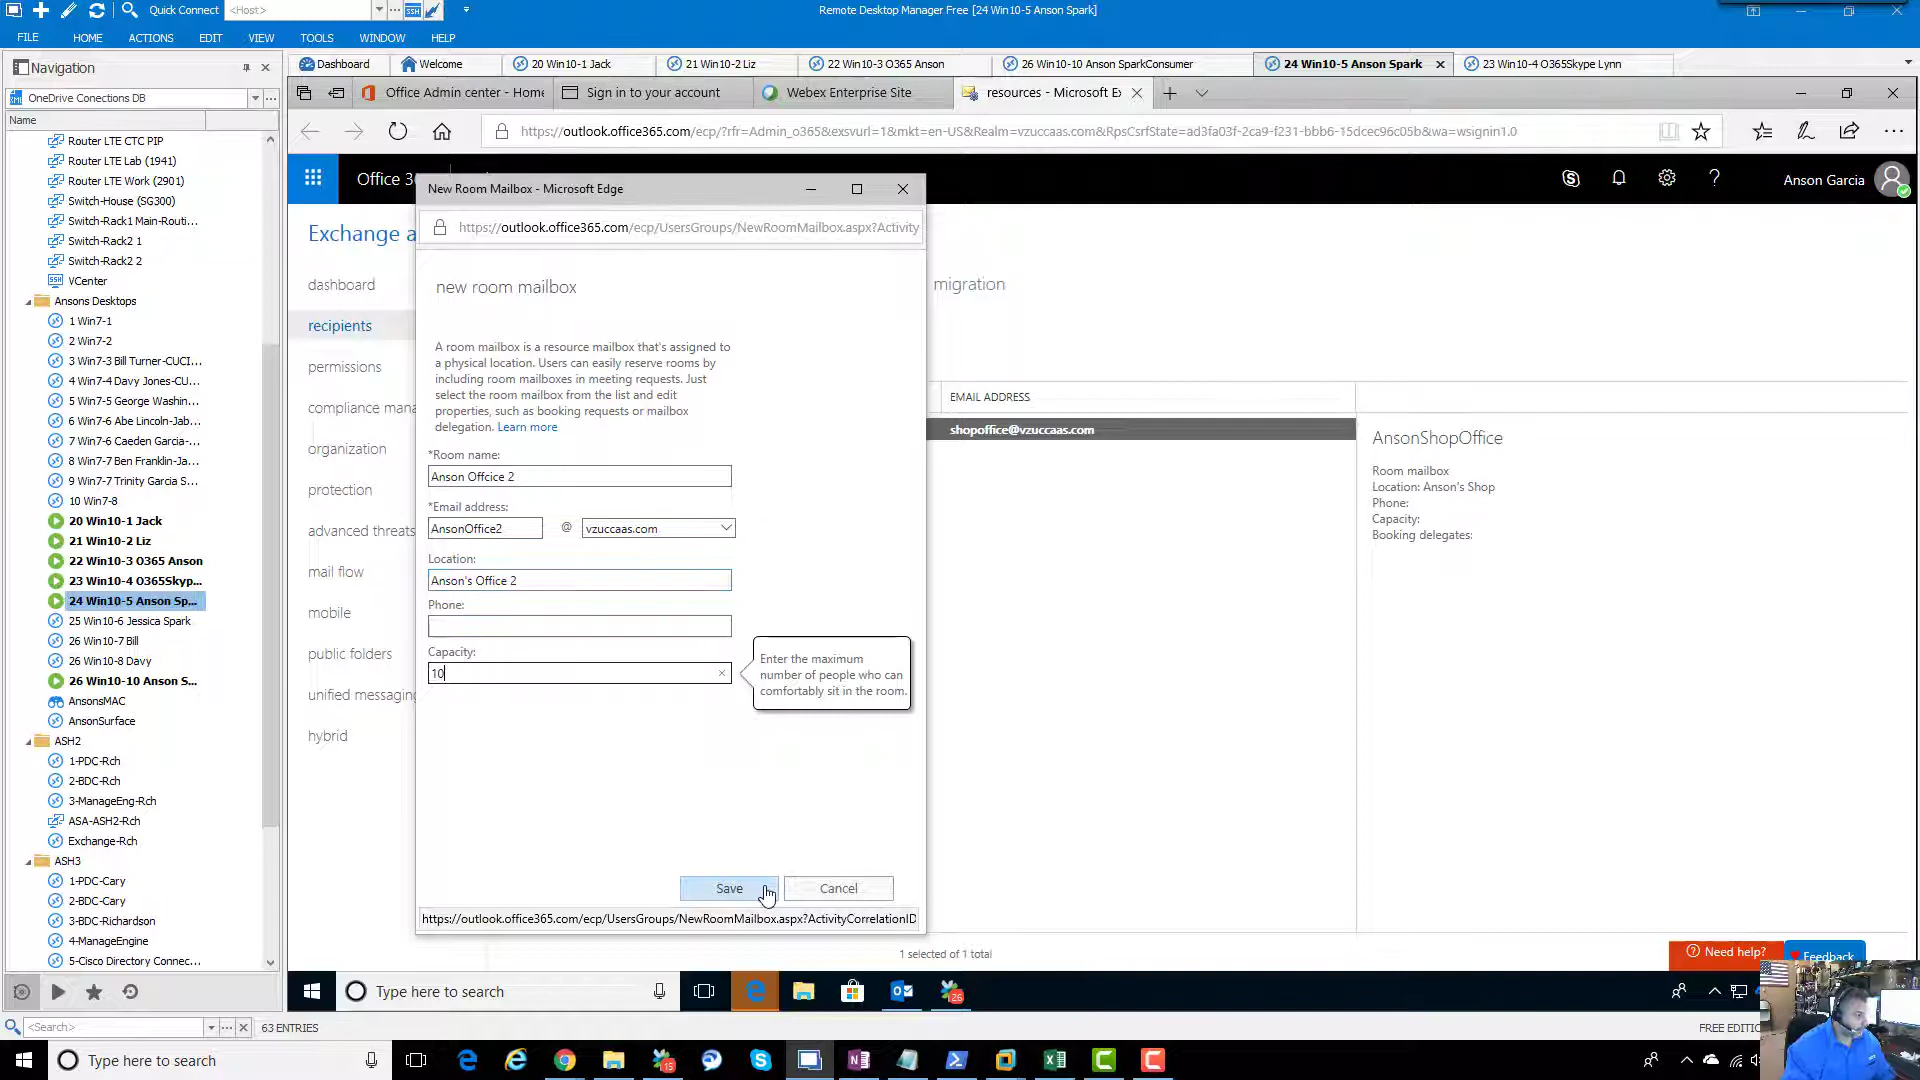 Quick Connect
<Host>
SSH
Remote Desktop Manager Free [24 Win10-5 Anson Spark]
FILE
HOME
ACTIONS
EDIT
VIEW
TOOLS
WINDOW
HELP
Navigation
OneDrive Conections DB
Name
Router LTE CTC PIP
Router LTE Lab (1941)
Router LTE Work (2901)
Switch-House (SG300)
Switch-Rack1 Main-Routi...
Switch-Rack2 1
Switch-Rack2 2
VCenter
Ansons Desktops
1 Win7-1
2 Win7-2
3 Win7-3 Bill Turner-CUCI...
4 Win7-4 Davy Jones-CU...
5 Win7-5 George Washin...
6 Win7-6 Abe Lincoln-Jab...
7 Win7-6 Caeden Garcia-...
8 Win7-7 Ben Franklin-Ja...
9 Win7-7 Trinity Garcia S...
10 Win7-8
20 Win10-1 Jack
21 Win10-2 Liz
22 Win10-3 O365 Anson
23 Win10-4 O365Skyp...
24 Win10-5 Anson Sp...
25 Win10-6 Jessica Spark
26 Win10-7 Bill
26 Win10-8 Davy
26 Win10-10 Anson S...
AnsonsMAC
AnsonSurface
ASH2
1-PDC-Rch
2-BDC-Rch
3-ManageEng-Rch
ASA-ASH2-Rch
Exchange-Rch
ASH3
1-PDC-Cary
2-BDC-Cary
3-BDC-Richardson
4-ManageEngine
5-Cisco Directory Connec...
<Search>
63 ENTRIES
Dashboard
Welcome
20 Win10-1 Jack
21 Win10-2 Liz
22 Win10-3 O365 Anson
26 Win10-10 Anson SparkConsumer
24 Win10-5 Anson Spark
23 Win10-4 O365Skype Lynn
Office Admin center - Home
Sign in to your account
Webex Enterprise Site
resources - Microsoft E
https://outlook.office365.com/ecp/?rfr=Admin_o365&exsvurl=1&mkt=en-US&Realm=vzuccaas.com&RpsCsrfState=ad3fa03f-2ca9-f231-bbb6-15dcec96c05b&wa=wsignin1.0
Office 3
Anson Garcia
Exchange a
dashboard
recipients
permissions
compliance mana
organization
protection
advanced threats
mail flow
mobile
public folders
unified messaging
hybrid
New Room Mailbox - Microsoft Edge
https://outlook.office365.com/ecp/UsersGroups/NewRoomMailbox.aspx?Activity
new room mailbox
A room mailbox is a resource mailbox that's assigned to
a physical location. Users can easily reserve rooms by
including room mailboxes in meeting requests. Just
select the room mailbox from the list and edit
properties, such as booking requests or mailbox
delegation. Learn more
*Room name:
Anson Offcice 2
*Email address:
AnsonOffice2 @ vzuccaas.com
Location:
Anson's Office 2
Phone:
Capacity:
10
Enter the maximum
number of people who can
comfortably sit in the room.
Save
Cancel
https://outlook.office365.com/ecp/UsersGroups/NewRoomMailbox.aspx?ActivityCorrelationID
migration
EMAIL ADDRESS
shopoffice@vzuccaas.com
AnsonShopOffice
Room mailbox
Location: Anson's Shop
Phone:
Capacity:
Booking delegates:
1 selected of 1 total
Need help?
Feedback
Type here to search
26
FREE EDITIO
Type here to search
15